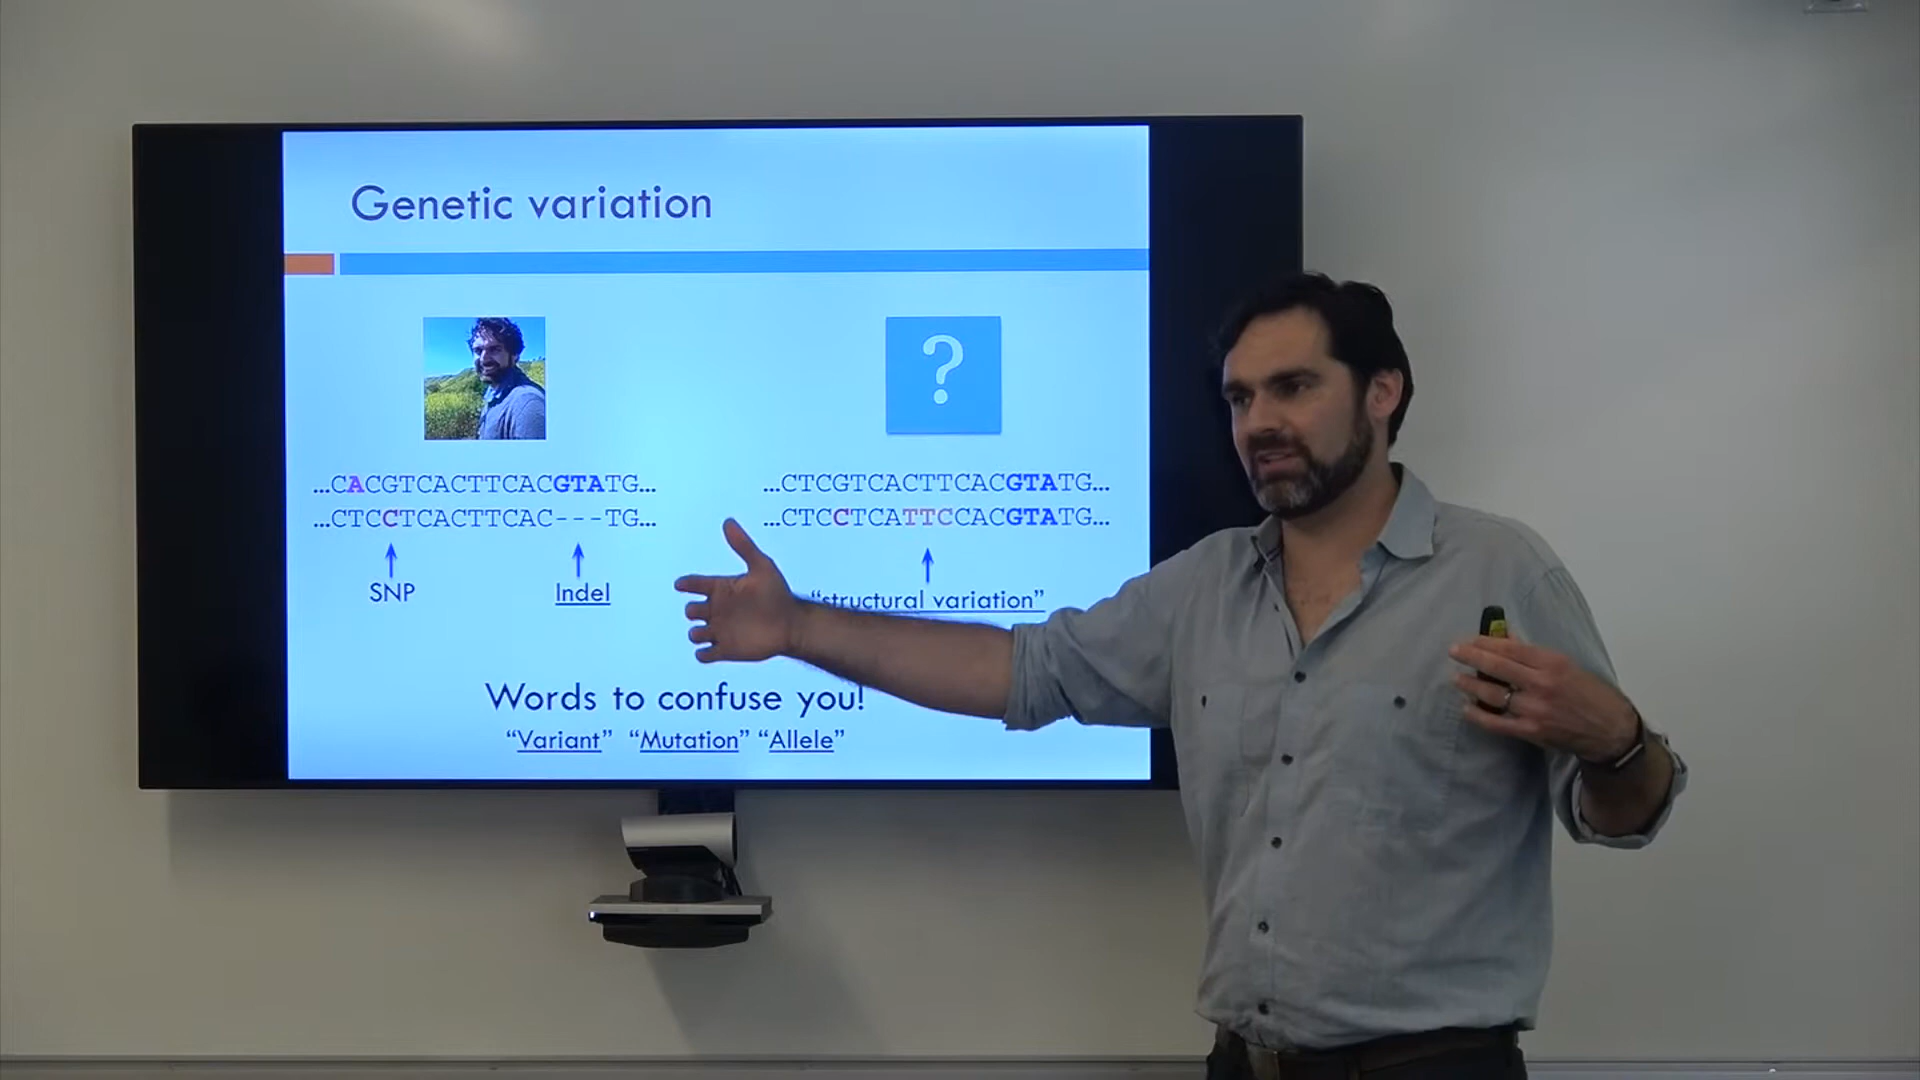 Genetic variation
?
...CACGTCACTTCACGTATG...
...CTCCTCACTTCAC---TG...
SNP
Indel
...CTCGTCACTTCACGTATG...
...CTCCTCATTCCACGTATG...
“structural variation”
Words to confuse you!
“Variant” “Mutation” “Allele”